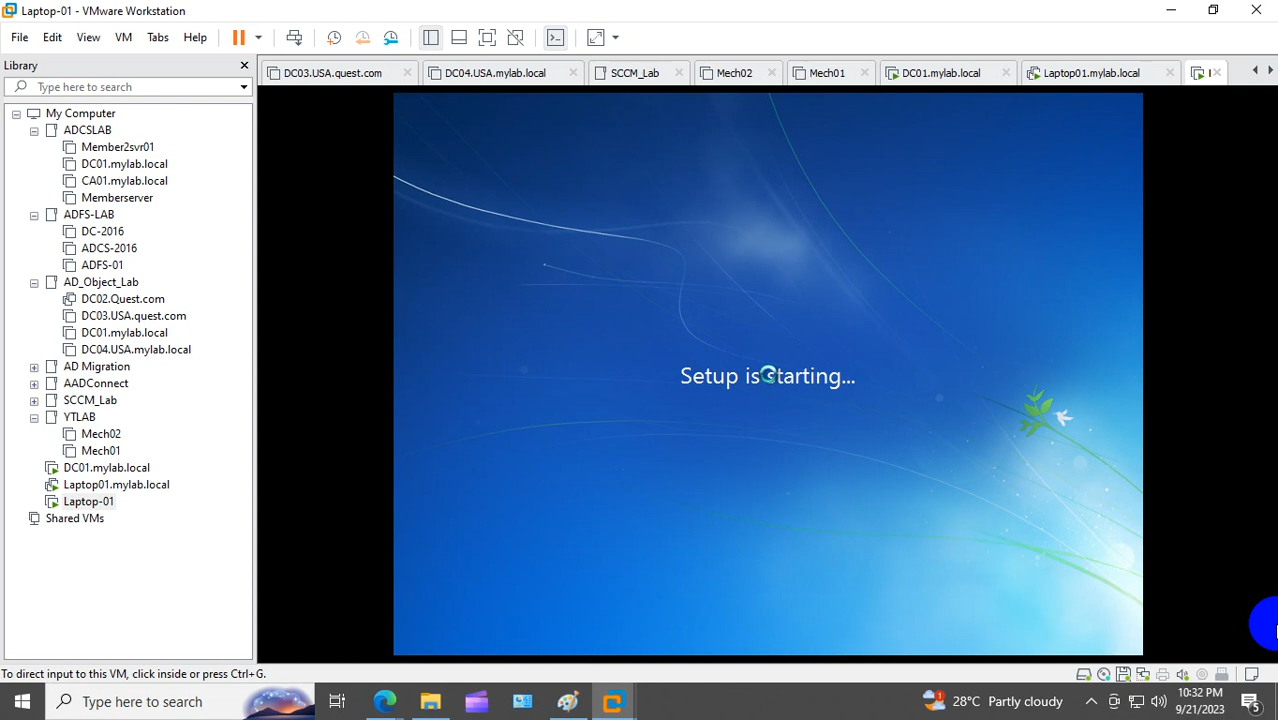 Laptop-01 - VMware Workstation
File Edit View VM Tabs Help
Library
Type here to search
My Computer
ADCSLAB
Member2svr01
DC01.mylab.local
CA01.mylab.local
Memberserver
ADFS-LAB
DC-2016
ADCS-2016
ADFS-01
AD_Object_Lab
DC02.Quest.com
DC03.USA.quest.com
DC01.mylab.local
DC04.USA.mylab.local
AD Migration
AADConnect
SCCM_Lab
YTLAB
Mech02
Mech01
DC01.mylab.local
Laptop01.mylab.local
Laptop-01
Shared VMs
DC03.USA.quest.com DC04.USA.mylab.local SCCM_Lab Mech02 Mech01 DC01.mylab.local Laptop01.mylab.local
Setup is starting...
To direct input to this VM, click inside or press Ctrl+G.
Type here to search
1
28°C Partly cloudy
10:32 PM
9/21/2023
5